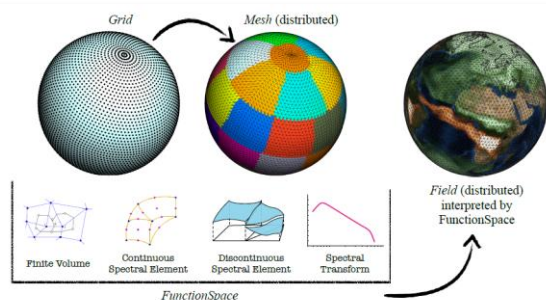 Grid
Mesh (distributed)
Field (distributed)
interpreted by
FunctionSpace
Finite Volume
Continuous
Spectral Element
Discontinuous
Spectral Element
Spectral
Transform
FunctionSpace